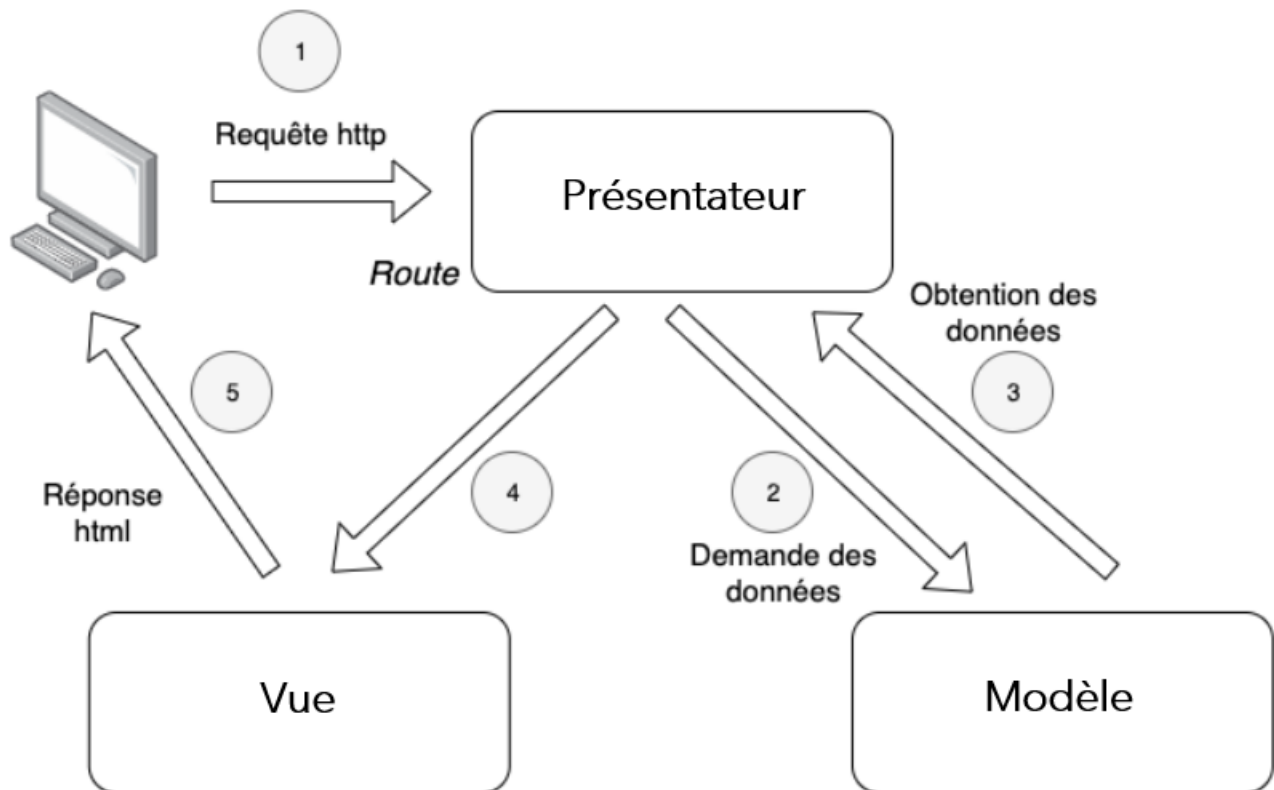 1
Requête http
Présentateur
Route
Obtention des
données
3
5
4
2
Réponse
html
Demande des
données
Vue
Modèle